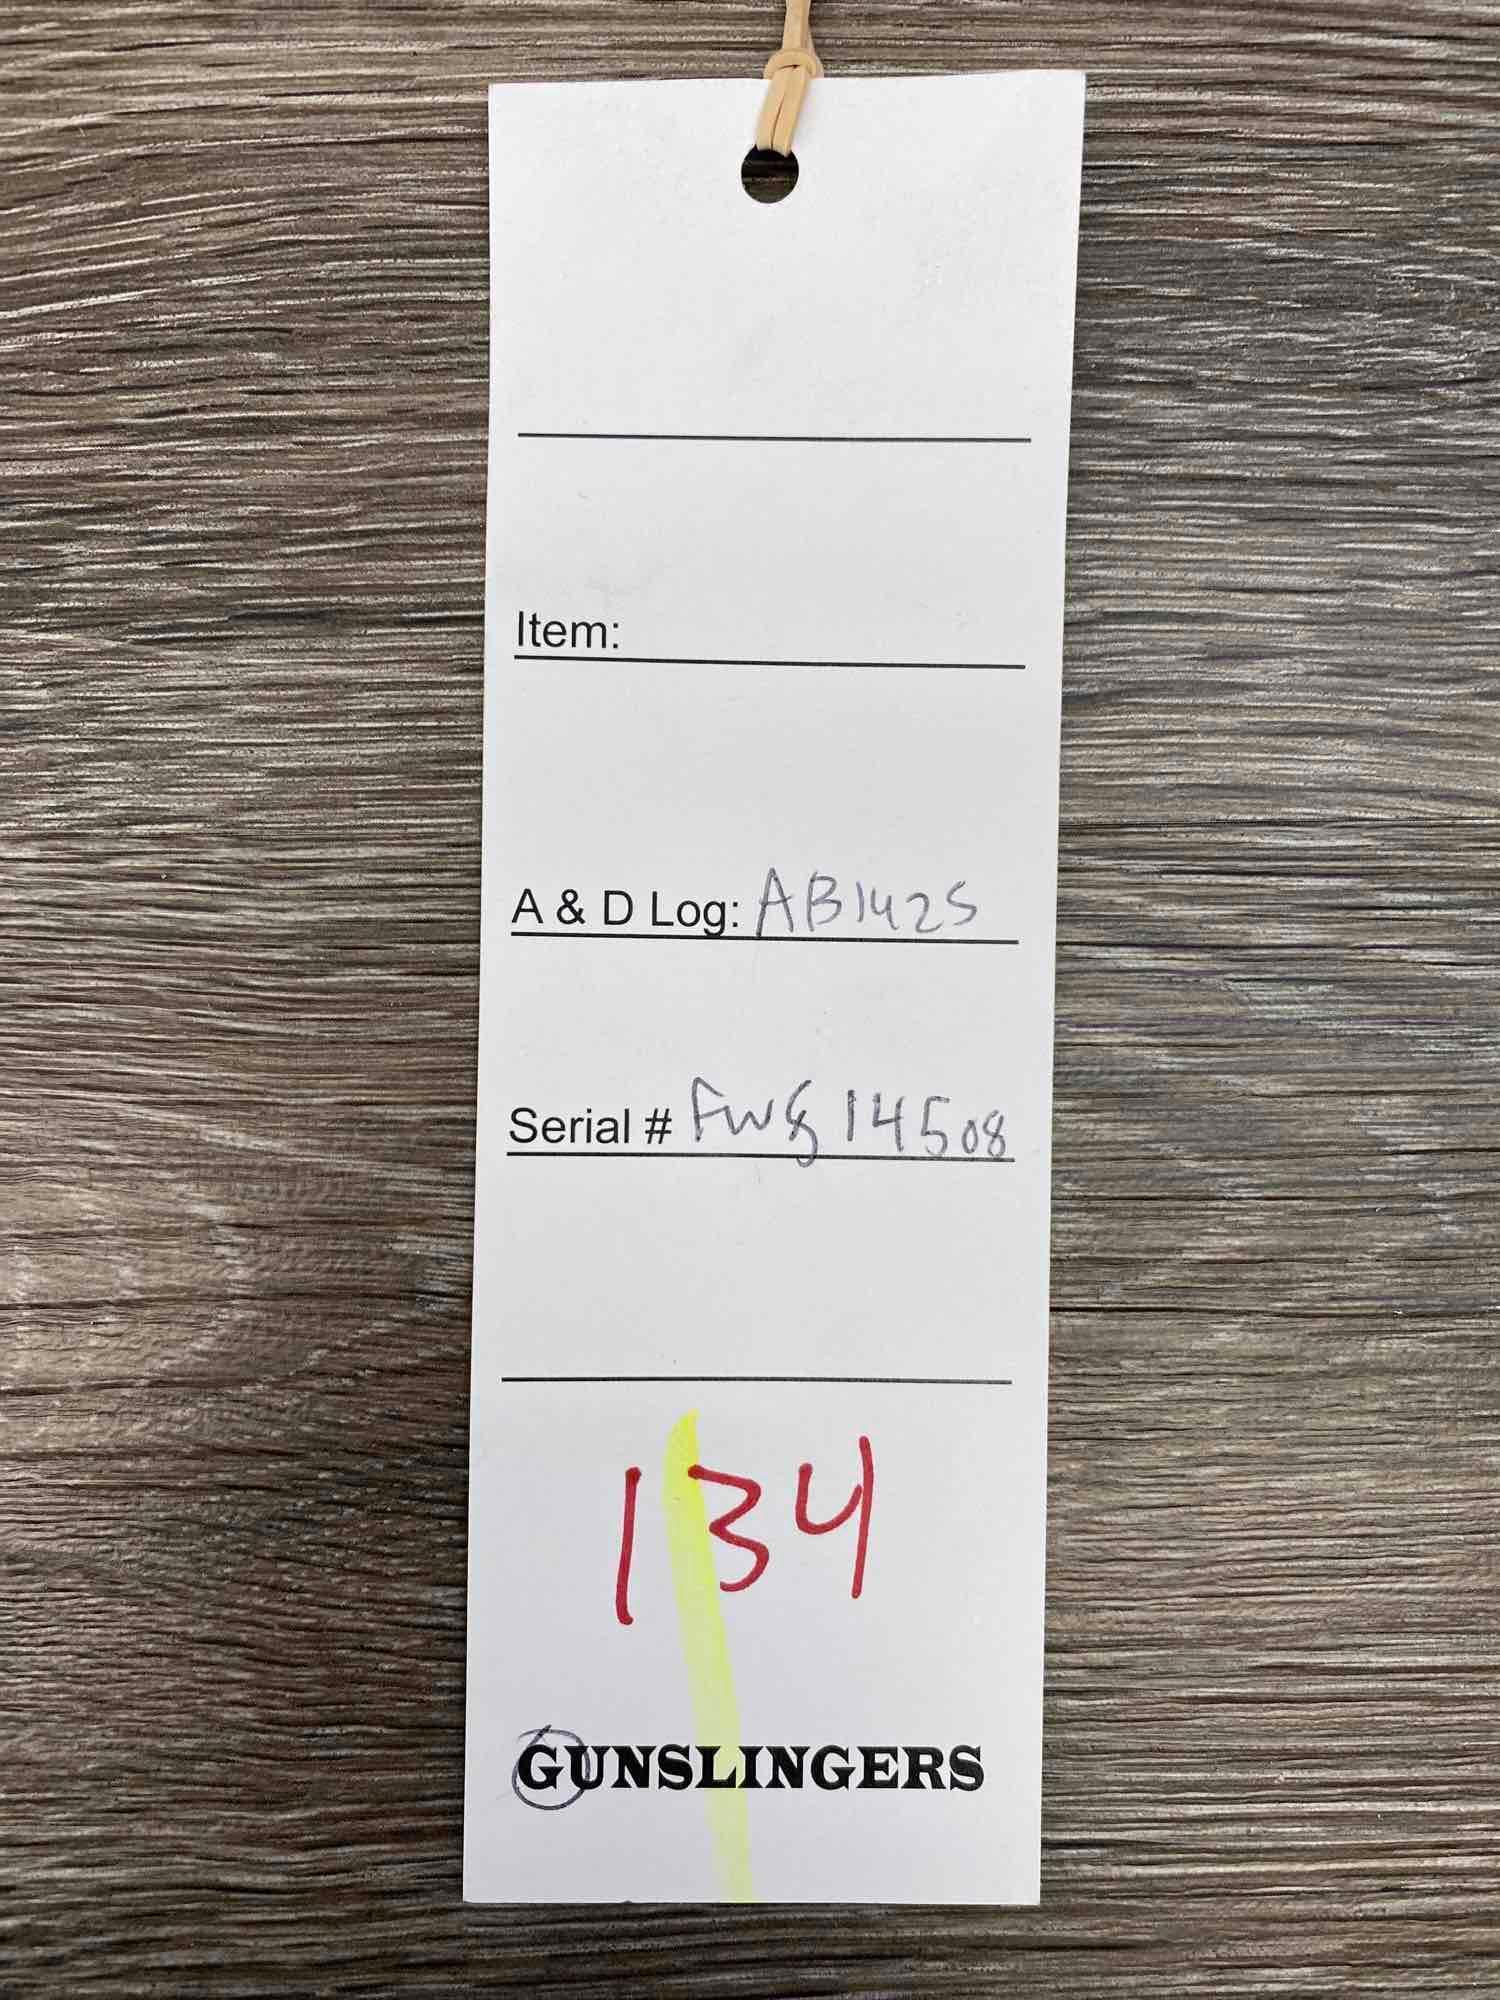 Item:
A & D Log: AB1425
Serial # FWG14508
134
GUNSLINGERS